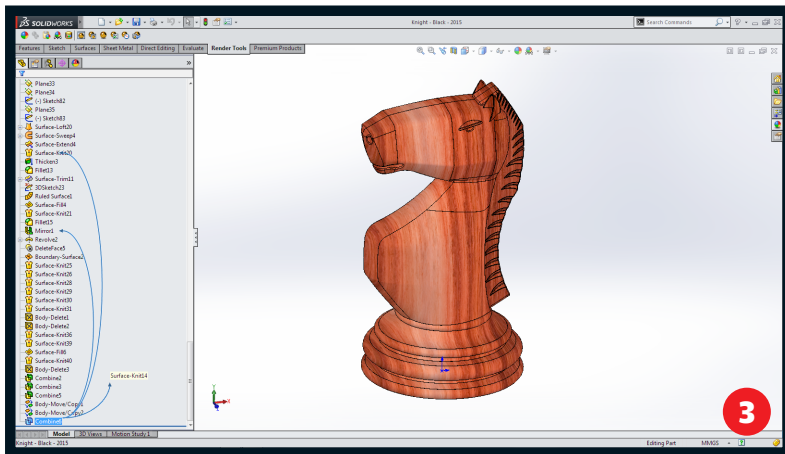 SOLIDWORKS
Knight - Black - 2015
Search Commands
Features Sketch Surfaces Sheet Metal Direct Editing Evaluate Render Tools Premium Products
Plane33
Plane34
(-) Sketch82
Plane35
(-) Sketch83
Surface-Loft20
Surface-Sweep4
Surface-Extend4
Surface-Knit20
Thicken3
Fillet13
Surface-Trim11
3DSketch23
Ruled Surface1
Surface-Fill4
Surface-Knit21
Fillet15
Mirror1
Revolve2
DeleteFace5
Boundary-Surface2
Surface-Knit25
Surface-Knit26
Surface-Knit28
Surface-Knit29
Surface-Knit30
Surface-Knit31
Body-Delete1
Body-Delete2
Surface-Knit36
Surface-Knit39
Surface-Fill6
Surface-Knit40
Body-Delete3
Combine2
Surface-Knit14
Combine3
Combine5
Body-Move/Copy1
Body-Move/Copy2
Y
X
Z
3
Model 3D Views Motion Study 1
Knight - Black - 2015
Editing Part
MMGS